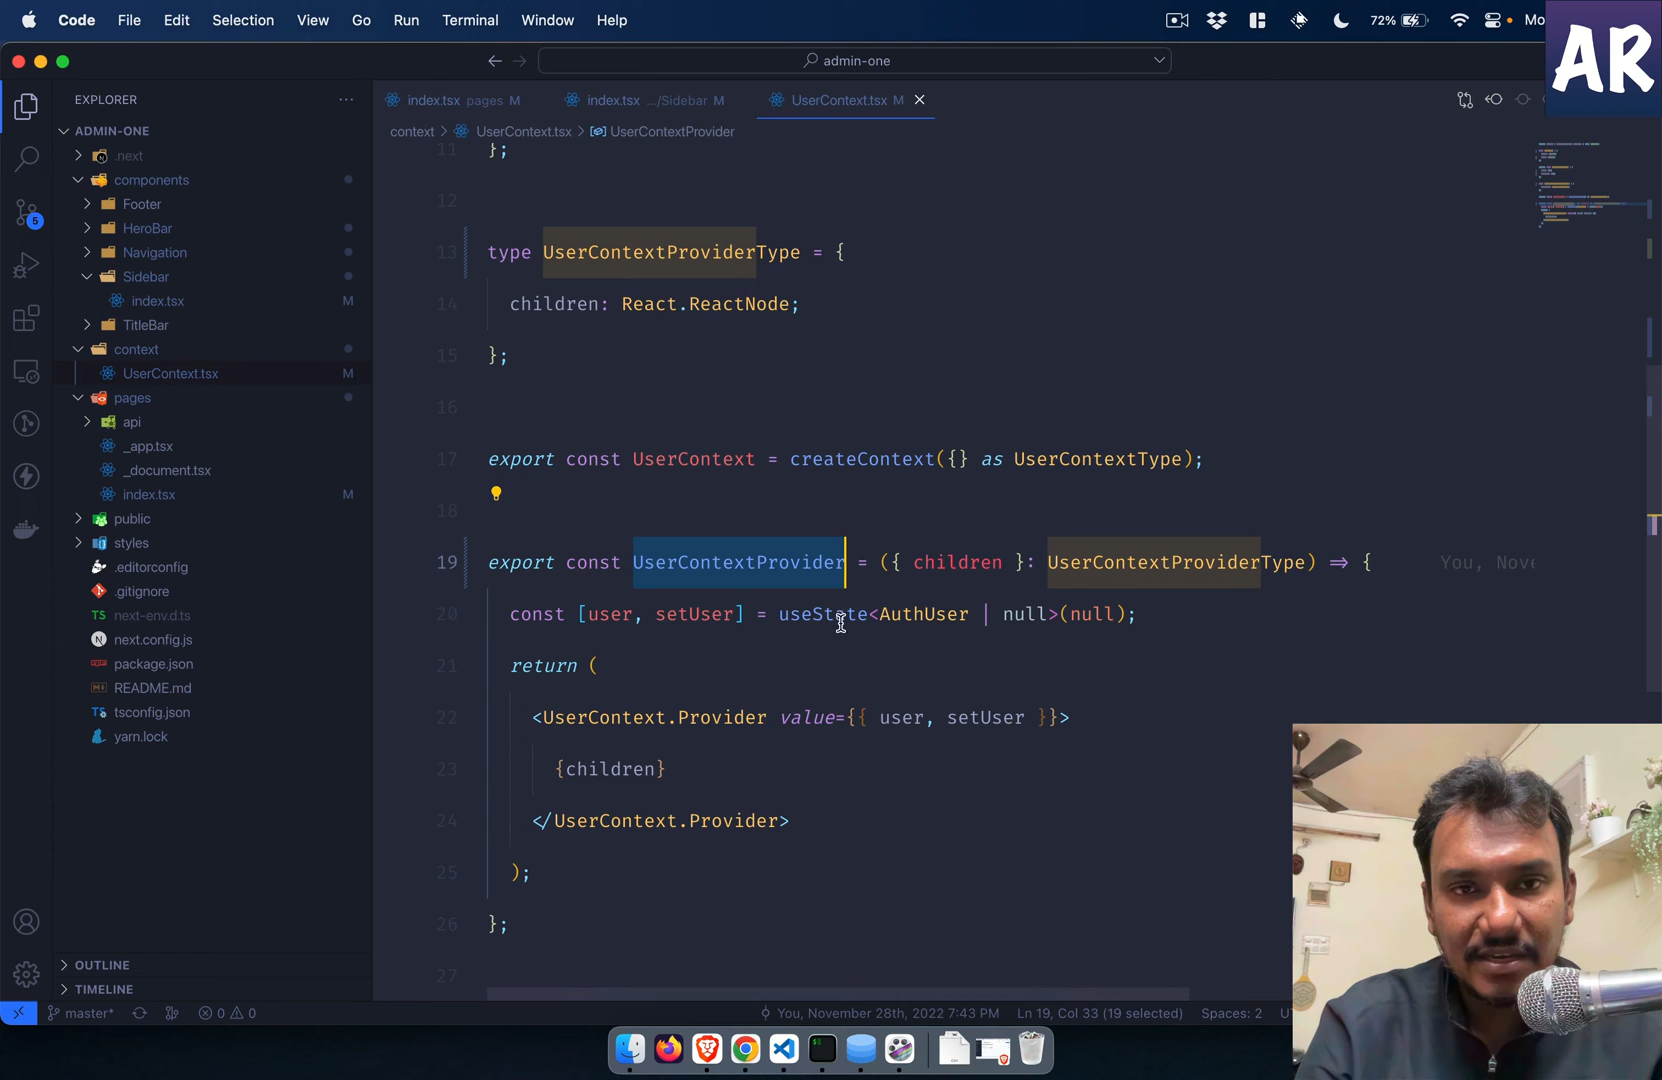 Code File Edit Selection View Go Run Terminal Window Help
72%
Mo
AR
admin-one
EXPLORER
index.tsx pages M
index.tsx .../Sidebar M
UserContext.tsx M
context > UserContext.tsx > UserContextProvider
ADMIN-ONE
.next
components
Footer
HeroBar
Navigation
Sidebar
index.tsx M
TitleBar
context
UserContext.tsx M
pages
api
_app.tsx
_document.tsx
index.tsx M
public
styles
.editorconfig
.gitignore
TS next-env.d.ts
next.config.js
package.json
README.md
TS tsconfig.json
yarn.lock
5
OUTLINE
TIMELINE
11 };
12
13 type UserContextProviderType = {
14 children: React.ReactNode;
15 };
16
17 export const UserContext = createContext({} as UserContextType);
18
19 export const UserContextProvider = ({ children }: UserContextProviderType) => { You, Nove
20 const [user, setUser] = useState<AuthUser | null>(null);
21 return (
22 <UserContext.Provider value={{ user, setUser }}>
23 {children}
24 </UserContext.Provider>
25 );
26 };
27
master* 0 0 You, November 28th, 2022 7:43 PM Ln 19, Col 33 (19 selected) Spaces: 2